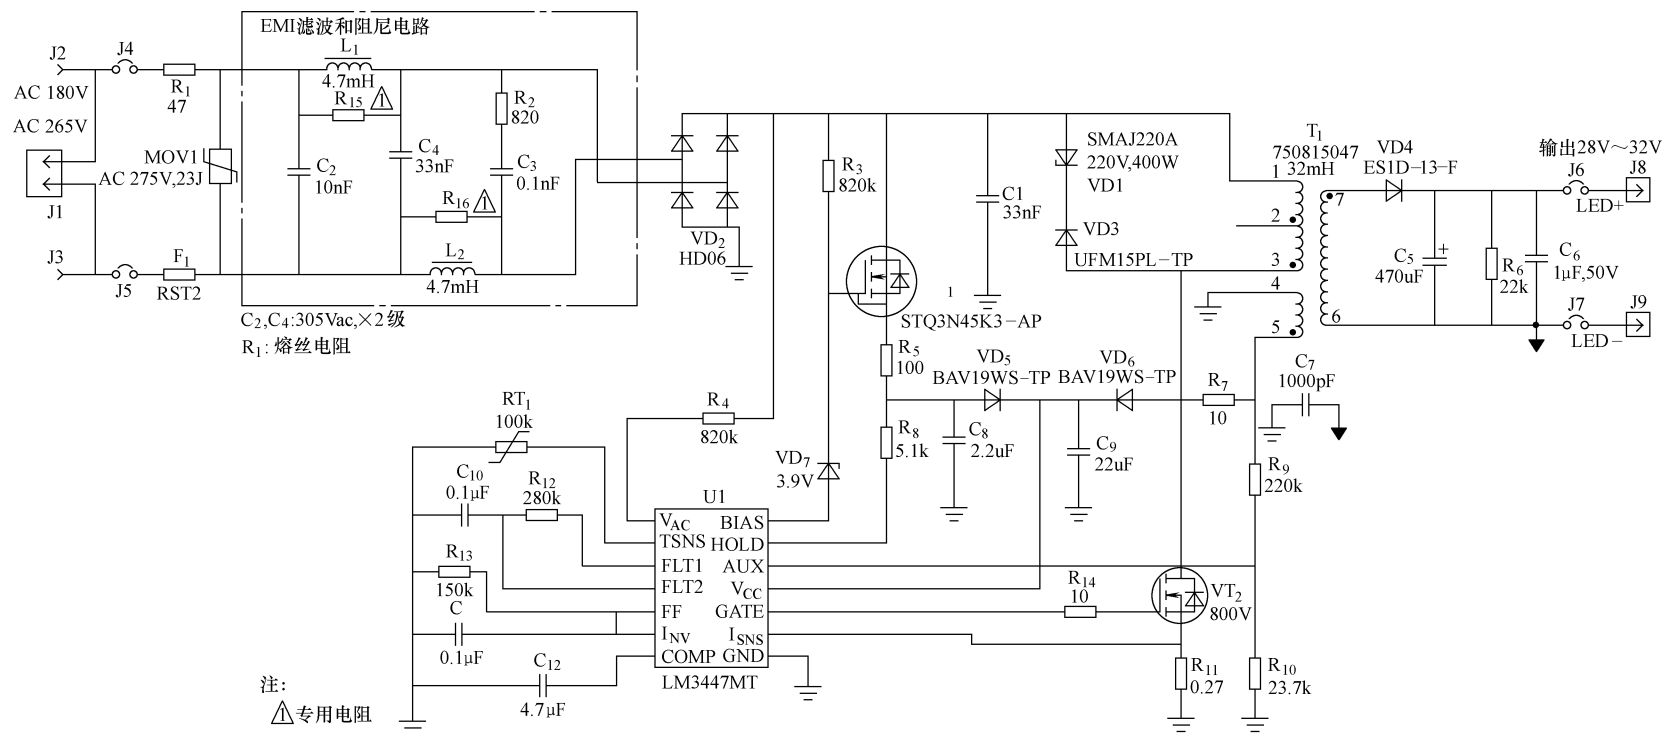 EMI滤波和阻尼电路
J2
J4
L₁
4.7mH
R₁
47
AC 180V
AC 265V
R₁₅
1
R₂
820
MOV1
AC 275V,23J
C₂
10nF
C₄
33nF
C₃
0.1nF
J1
R₁₆
1
J3
J5
F₁
RST2
L₂
4.7mH
C₂,C₄:305Vac,×2级
R₁: 熔丝电阻
VD₂
HD06
R₃
820k
C1
33nF
SMAJ220A
220V,400W
VD1
VD3
UFM15PL-TP
T₁
750815047
32mH
1
2
3
4
5
7
6
VD4
ES1D-13-F
输出28V～32V
J6
J8
LED+
C₅
+
470uF
R₆
22k
C₆
1μF,50V
J7
J9
LED-
1
STQ3N45K3-AP
R₅
100
VD₅
BAV19WS-TP
VD₆
BAV19WS-TP
R₇
10
C₇
1000pF
R₈
5.1k
C₈
2.2uF
C₉
22uF
R₉
220k
RT₁
100k
R₄
820k
VD₇
3.9V
C₁₀
0.1μF
R₁₂
280k
R₁₃
150k
C
0.1μF
C₁₂
4.7μF
U1
V_AC BIAS
TSNS HOLD
FLT1 AUX
FLT2 V_CC
FF GATE
I_NV I_SNS
COMP GND
LM3447MT
R₁₄
10
VT₂
800V
R₁₁
0.27
R₁₀
23.7k
注:
1 专用电阻